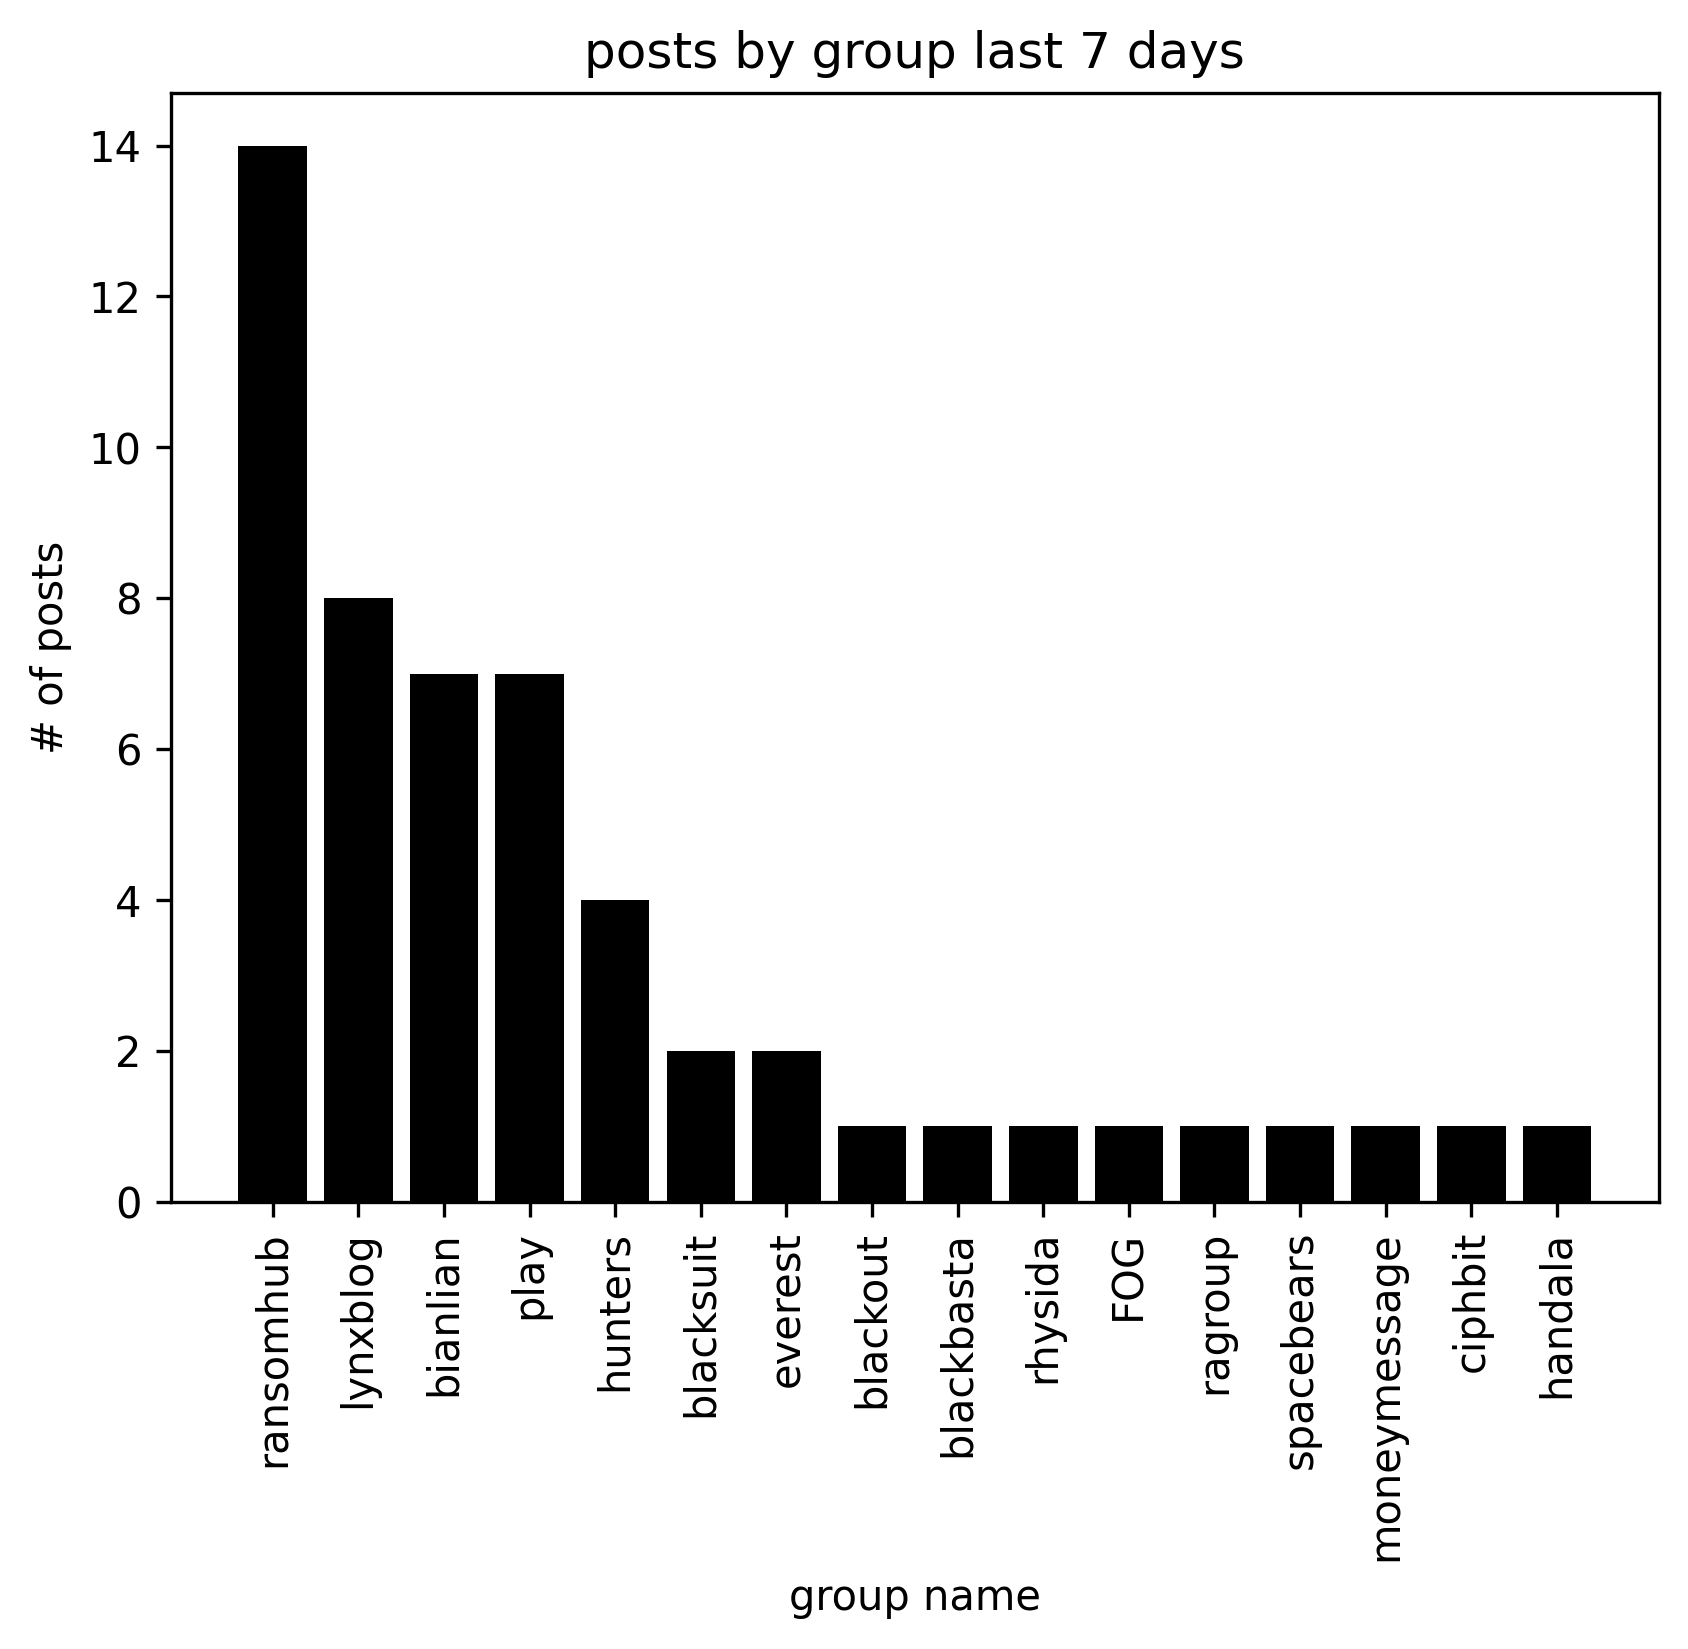 posts by group last 7 days
# of posts
14
12
10
8
6
4
2
0
ransomhub
lynxblog
bianlian
play
hunters
blacksuit
everest
blackout
blackbasta
rhysida
FOG
ragroup
spacebears
moneymessage
ciphbit
handala
group name